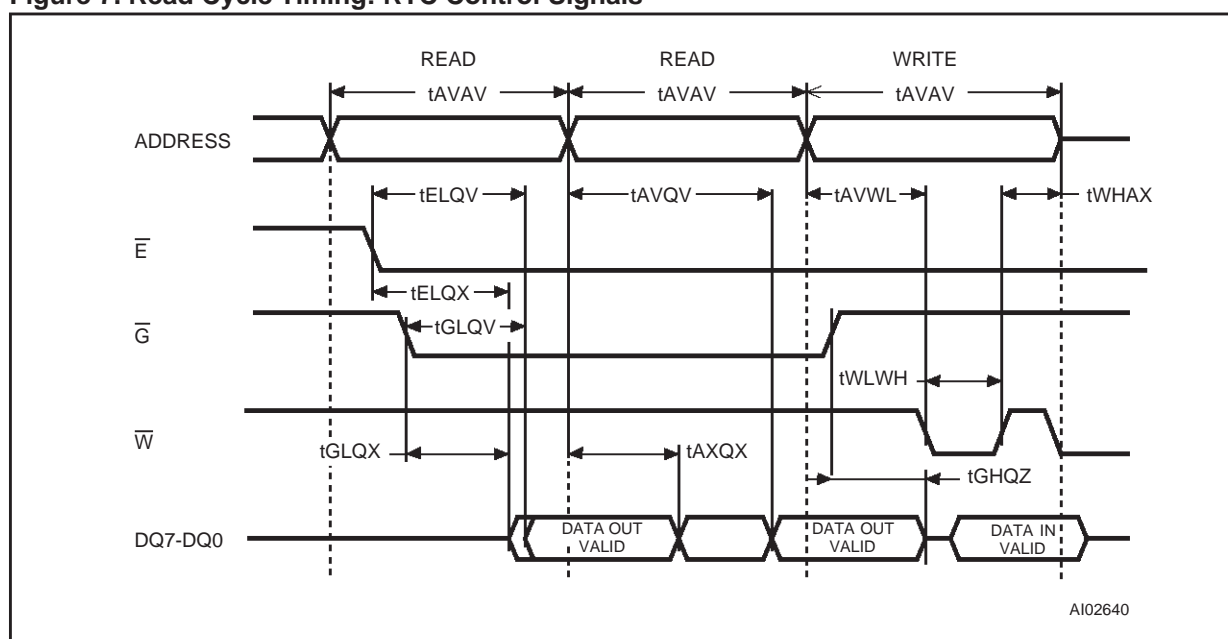 Figure 7. Read Cycle Timing: RTC Control Signals
READ READ WRITE
tAVAV tAVAV tAVAV
ADDRESS
tELQV tAVQV tAVWL tWHAX
E
tELQX
G
tGLQV
tWLWH
W
tGLQX tAXQX
tGHQZ
DQ7-DQ0
DATA OUT VALID
DATA OUT VALID
DATA IN VALID
AI02640